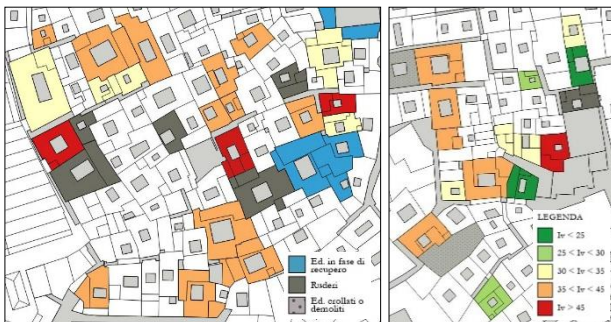 Ed. in fase di
recupero
Ruderi
Ed. crollati o
demoliti
LEGENDA
Iv < 25
25 < Iv < 30
30 < Iv < 35
35 < Iv < 45
Iv > 45